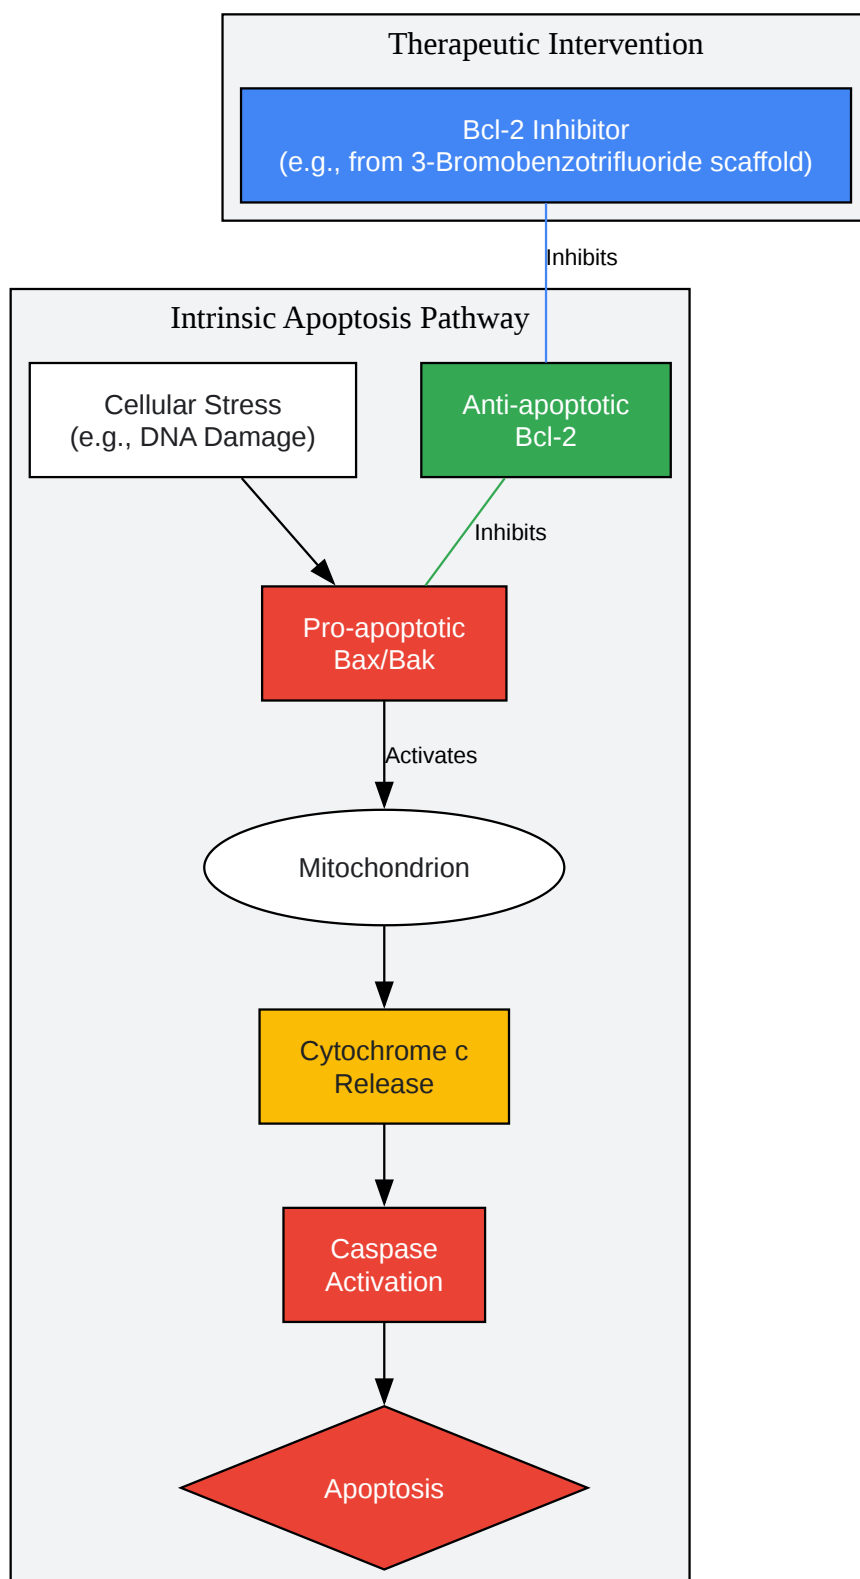 Therapeutic Intervention
Bcl-2 Inhibitor
(e.g., from 3-Bromobenzotrifluoride scaffold)
Inhibits
Intrinsic Apoptosis Pathway
Cellular Stress
(e.g., DNA Damage)
Anti-apoptotic
Bcl-2
Inhibits
Pro-apoptotic
Bax/Bak
Activates
Mitochondrion
Cytochrome c
Release
Caspase
Activation
Apoptosis